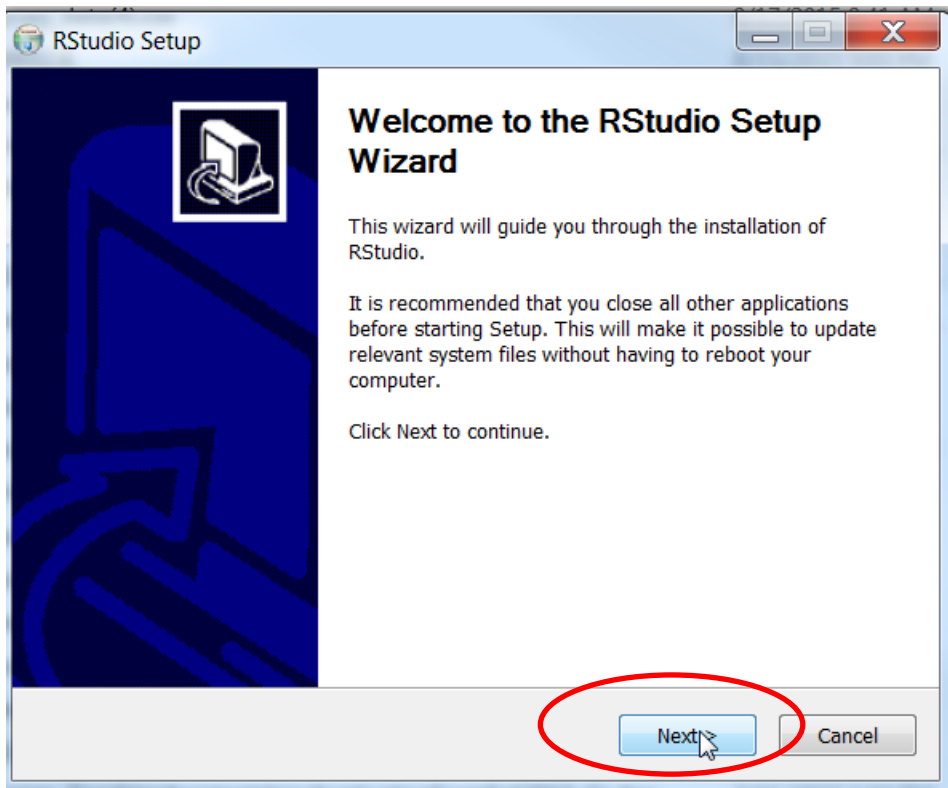 RStudio Setup
Welcome to the RStudio Setup
Wizard
This wizard will guide you through the installation of
RStudio.
It is recommended that you close all other applications
before starting Setup. This will make it possible to update
relevant system files without having to reboot your
computer.
Click Next to continue.
Next >
Cancel